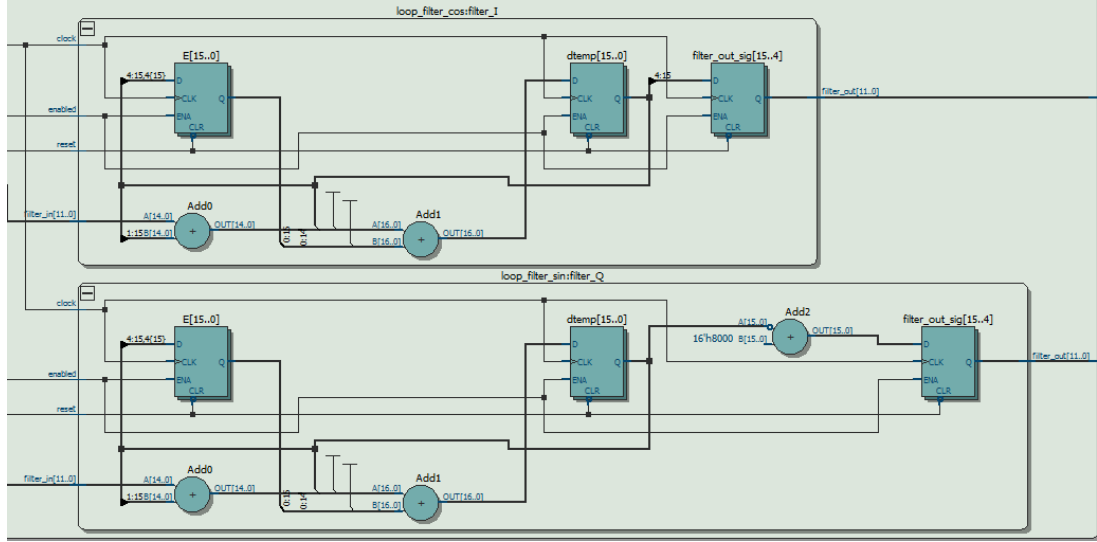 loop_filter_cos:filter_I
clock
E[15..0]
dtemp[15..0]
filter_out_sig[15..4]
4:15,4{15}
D
CLK
ENA
Q
CLR
D
CLK
ENA
Q
CLR
4:15
D
CLK
ENA
Q
CLR
filter_out[11..0]
enabled
reset
filter_in[11..0]
Add0
A[14..0]
1:15 B[14..0]
+
OUT[14..0]
0:15
0:14
Add1
A[16..0]
B[16..0]
+
OUT[16..0]
loop_filter_sin:filter_Q
clock
E[15..0]
dtemp[15..0]
Add2
A[15..0]
16'h8000 B[15..0]
+
OUT[15..0]
filter_out_sig[15..4]
4:15,4{15}
D
CLK
ENA
Q
CLR
D
CLK
ENA
Q
CLR
D
CLK
ENA
Q
CLR
filter_out[11..0]
enabled
reset
filter_in[11..0]
Add0
A[14..0]
1:15 B[14..0]
+
OUT[14..0]
0:15
0:14
Add1
A[16..0]
B[16..0]
+
OUT[16..0]